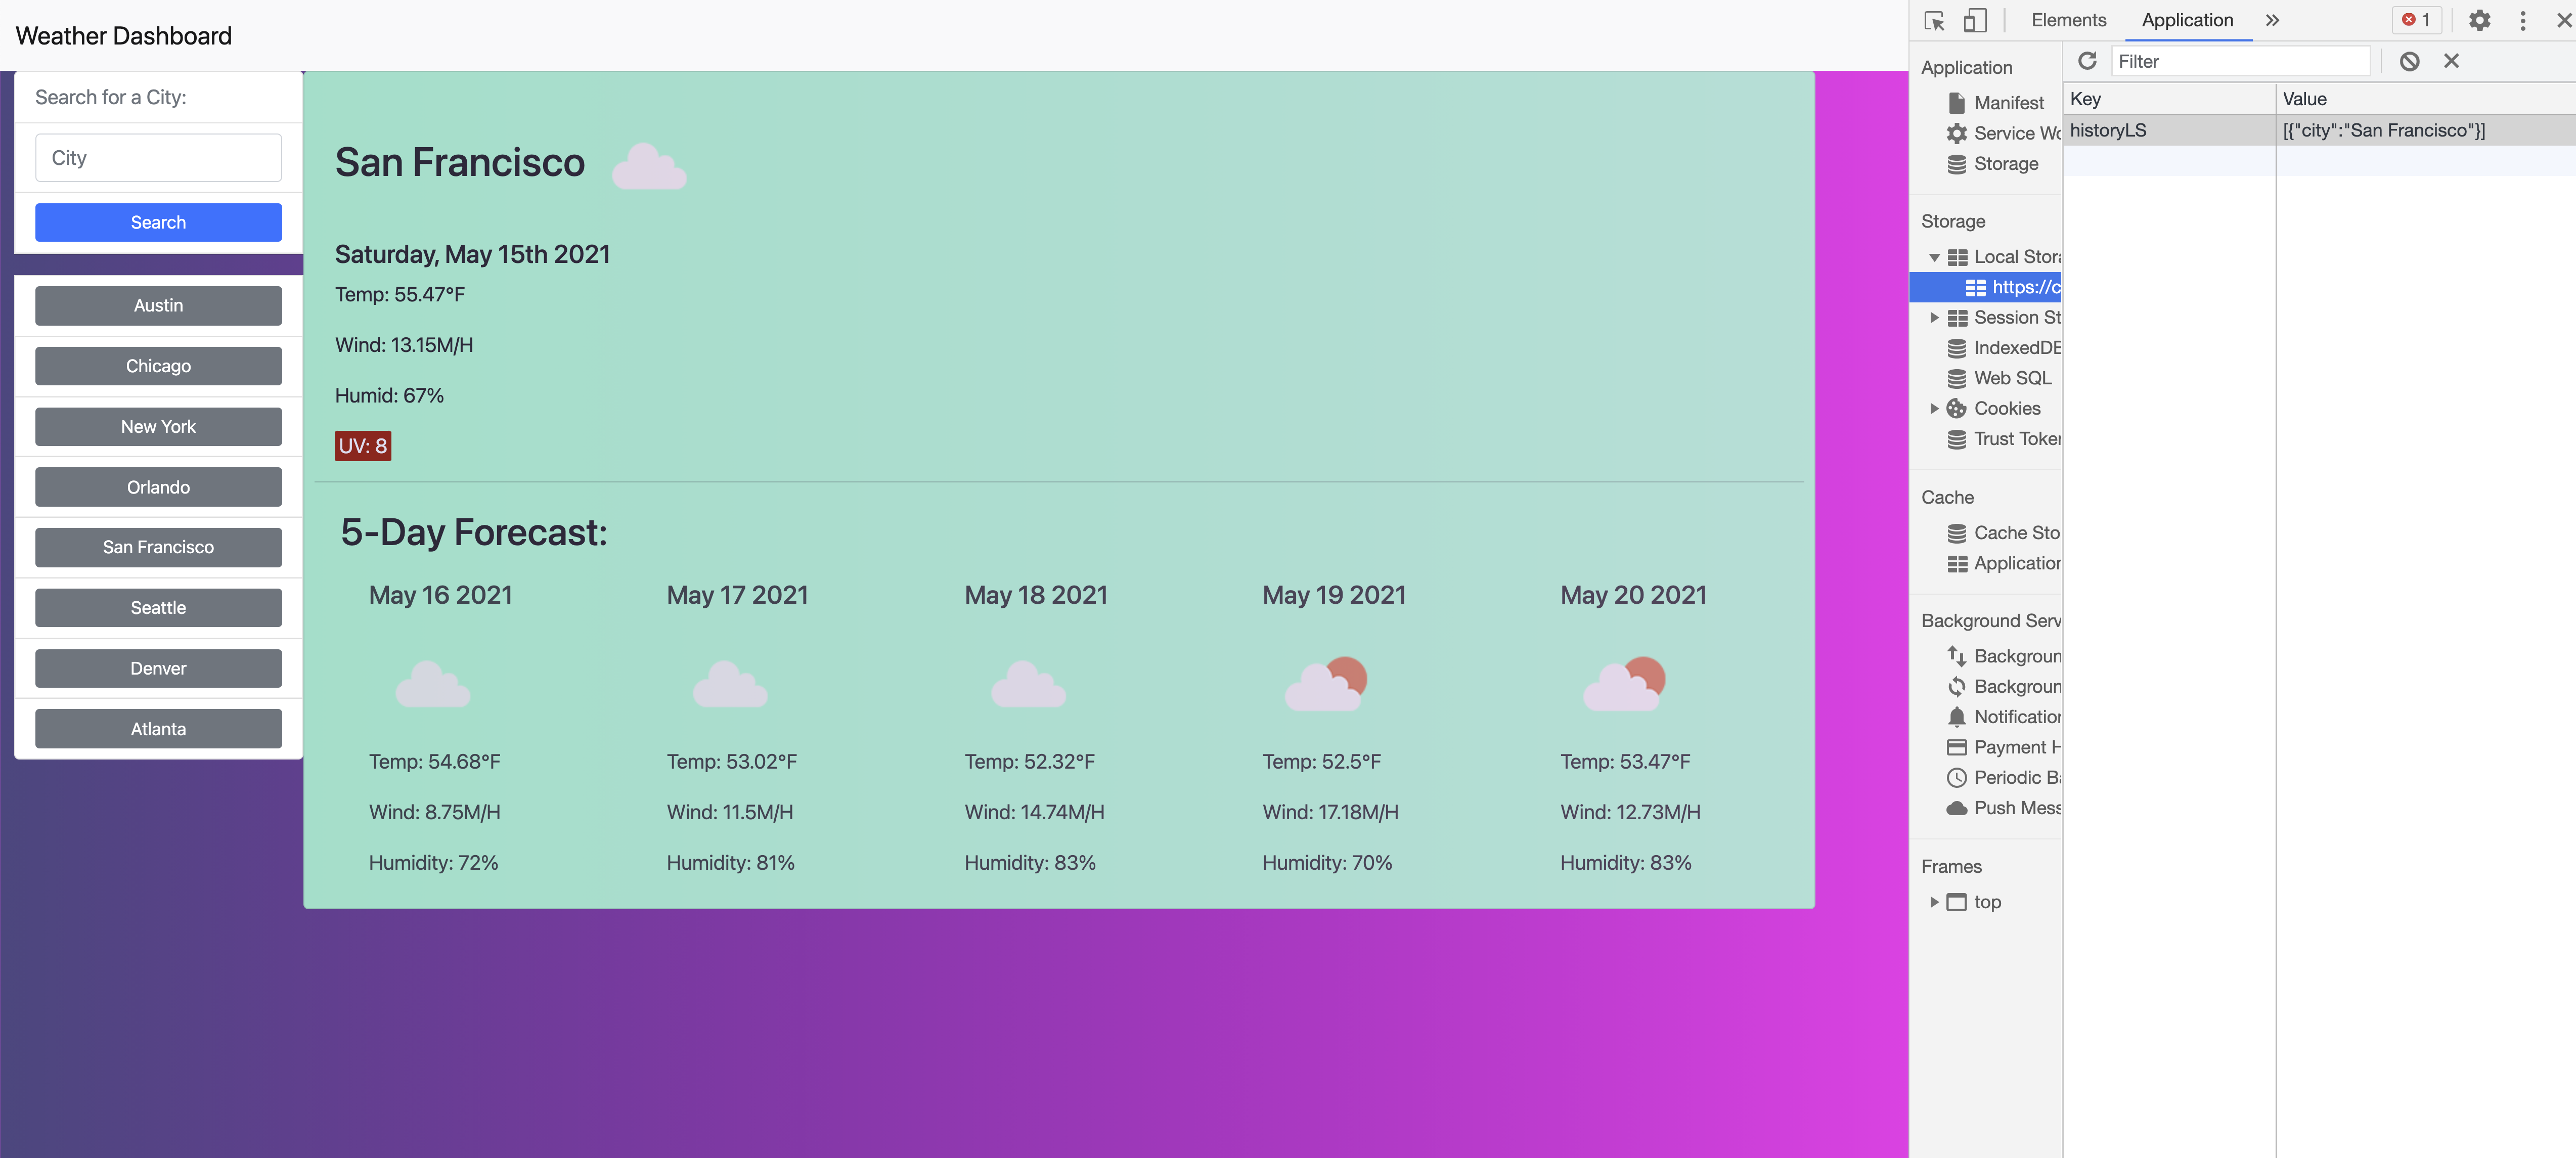 Weather Dashboard
Search for a City:
City
Search
Austin
Chicago
New York
Orlando
San Francisco
Seattle
Denver
Atlanta
San Francisco
Saturday, May 15th 2021
Temp: 55.47°F
Wind: 13.15M/H
Humid: 67%
UV: 8
5-Day Forecast:
May 16 2021 May 17 2021 May 18 2021 May 19 2021 May 20 2021
Temp: 54.68°F Temp: 53.02°F Temp: 52.32°F Temp: 52.5°F Temp: 53.47°F
Wind: 8.75M/H Wind: 11.5M/H Wind: 14.74M/H Wind: 17.18M/H Wind: 12.73M/H
Humidity: 72% Humidity: 81% Humidity: 83% Humidity: 70% Humidity: 83%
Elements Application 1
Application
Manifest
Service Wo
Storage
Storage
Local Stora
https://c
Session St
IndexedDB
Web SQL
Cookies
Trust Token
Cache
Cache Sto
Application
Background Serv
Backgroun
Backgroun
Notification
Payment H
Periodic Ba
Push Mess
Frames
top
Filter
Key Value
historyLS [{"city":"San Francisco"}]